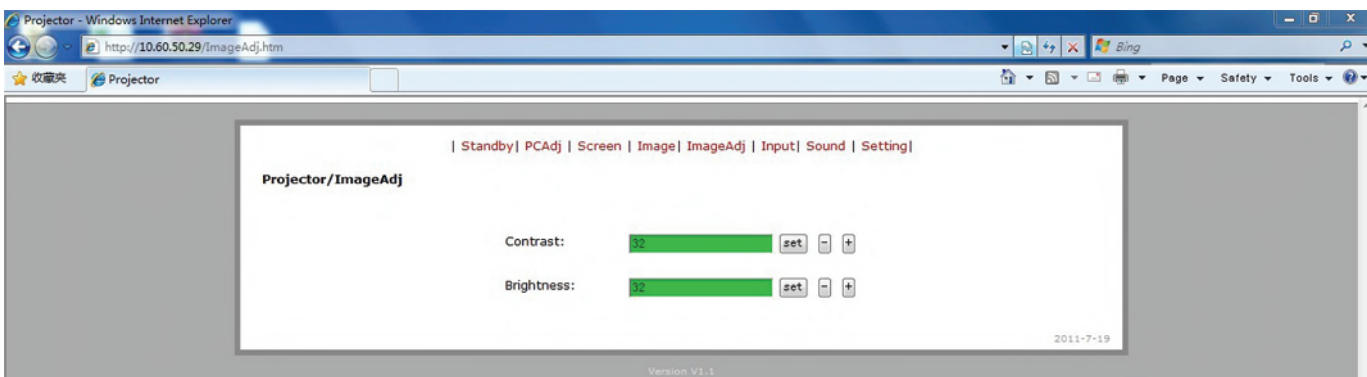 Projector - Windows Internet Explorer
http://10.60.50.29/ImageAdj.htm
Bing
收藏夹
Projector
Page
Safety
Tools
| Standby| PCAdj | Screen | Image| ImageAdj | Input| Sound | Setting|
Projector/ImageAdj
Contrast: 32 set - +
Brightness: 32 set - +
2011-7-19
Version V1.1